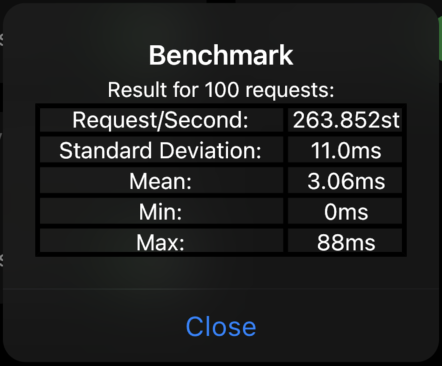 Benchmark
Result for 100 requests:
Request/Second: 263.852st
Standard Deviation: 11.0ms
Mean: 3.06ms
Min: 0ms
Max: 88ms
Close